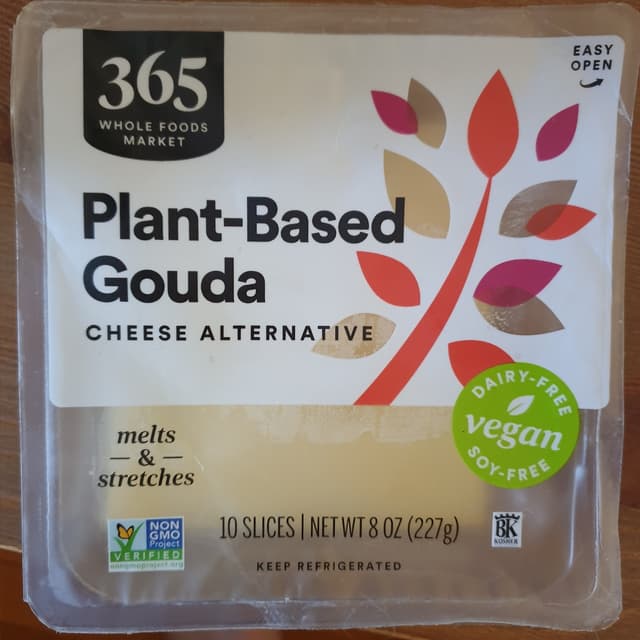 365
WHOLE FOODS
MARKET
EASY
OPEN
Plant-Based
Gouda
CHEESE ALTERNATIVE
DAIRY-FREE
vegan
SOY-FREE
melts
— & —
stretches
NON
GMO
Project
VERIFIED
nongmoproject.org
10 SLICES | NET WT 8 OZ (227g)
BK
KOSHER
KEEP REFRIGERATED